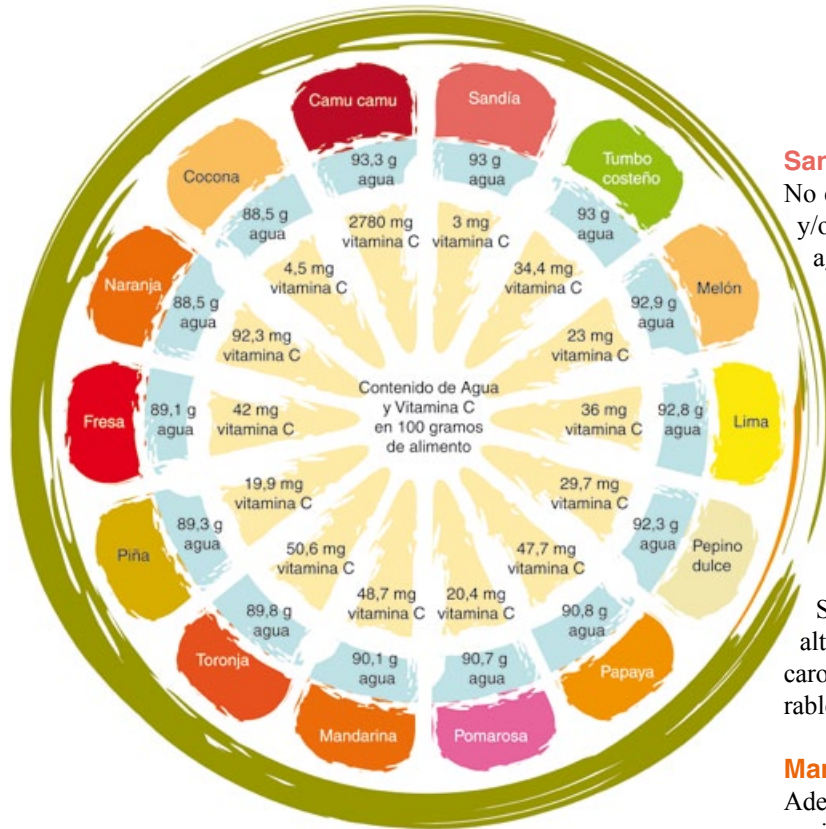 Camu camu
93,3 g
agua
2780 mg
vitamina C
Sandía
93 g
agua
3 mg
vitamina C
Tumbo
costeño
93 g
agua
34,4 mg
vitamina C
Melón
92,9 g
agua
23 mg
vitamina C
Lima
92,8 g
agua
36 mg
vitamina C
Pepino
dulce
92,3 g
agua
29,7 mg
vitamina C
Papaya
90,8 g
agua
47,7 mg
vitamina C
Pomarosa
90,7 g
agua
20,4 mg
vitamina C
Mandarina
90,1 g
agua
48,7 mg
vitamina C
Toronja
89,8 g
agua
50,6 mg
vitamina C
Piña
89,3 g
agua
19,9 mg
vitamina C
Fresa
89,1 g
agua
42 mg
vitamina C
Naranja
88,5 g
agua
92,3 mg
vitamina C
Cocona
88,5 g
agua
4,5 mg
vitamina C
Contenido de Agua
y Vitamina C
en 100 gramos
de alimento
No
y/o
alt
caro
Ade